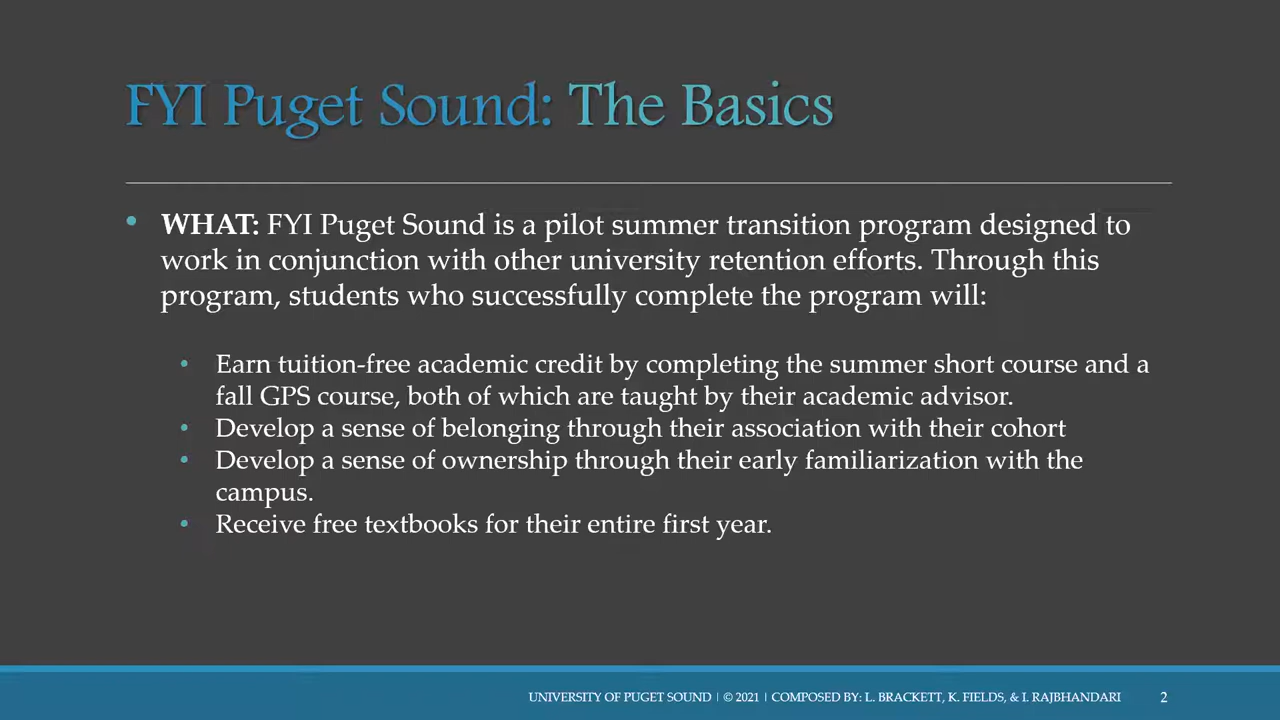 FYI Puget Sound: The Basics
• WHAT: FYI Puget Sound is a pilot summer transition program designed to
work in conjunction with other university retention efforts. Through this
program, students who successfully complete the program will:
• Earn tuition-free academic credit by completing the summer short course and a
fall GPS course, both of which are taught by their academic advisor.
• Develop a sense of belonging through their association with their cohort
• Develop a sense of ownership through their early familiarization with the
campus.
• Receive free textbooks for their entire first year.
UNIVERSITY OF PUGET SOUND | © 2021 | COMPOSED BY: L. BRACKETT, K. FIELDS, & I. RAJBHANDARI 2